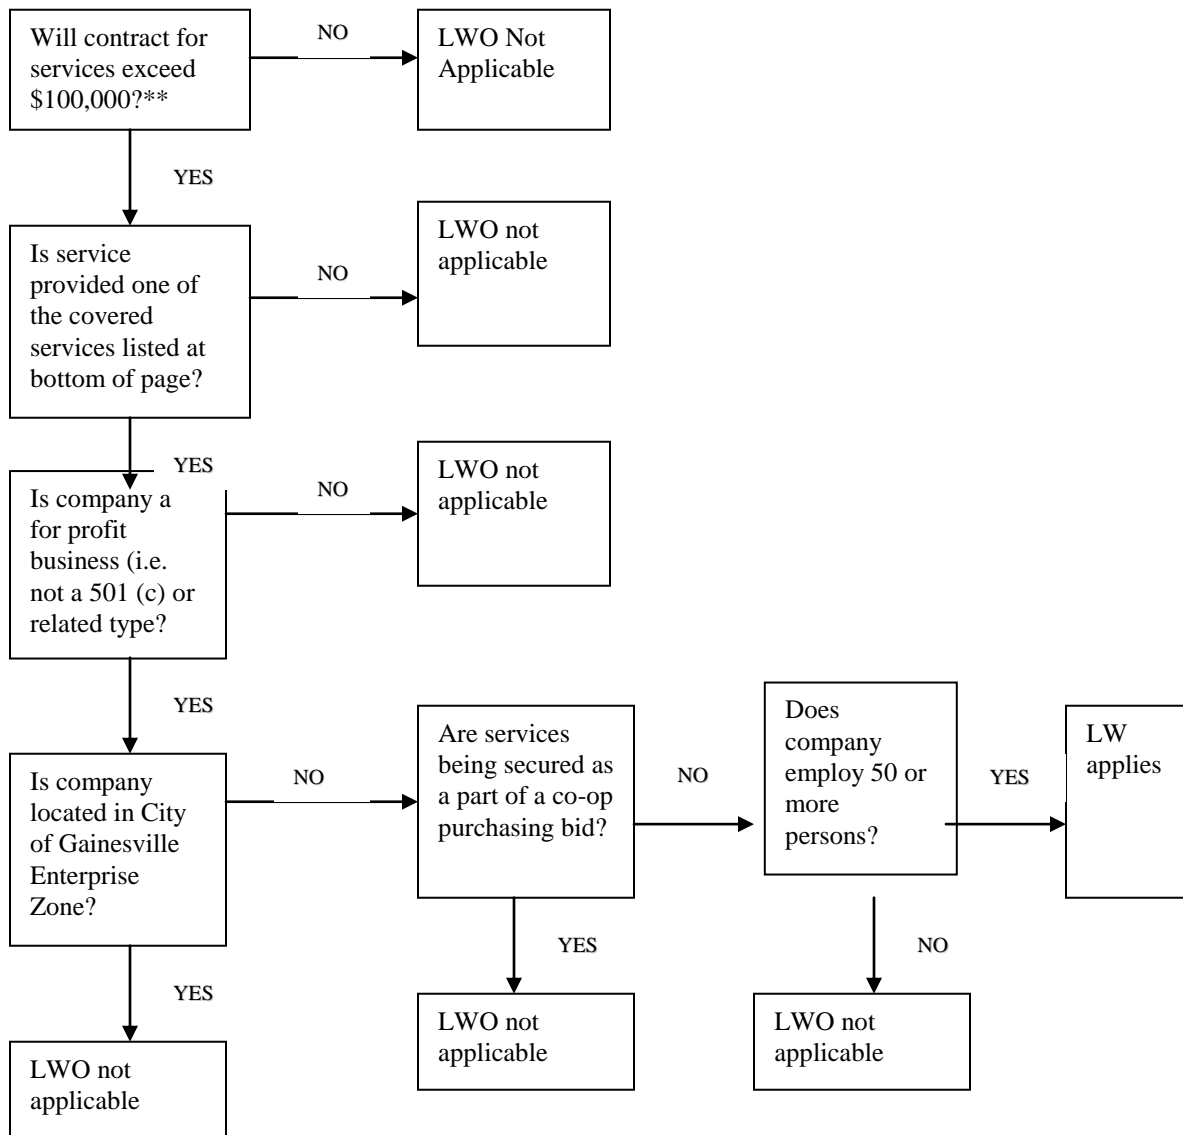 Will contract for
services exceed
$100,000?**
NO
LWO Not
Applicable
YES
Is service
provided one of
the covered
services listed at
bottom of page?
NO
LWO not
applicable
YES
Is company a
for profit
business (i.e.
not a 501 (c) or
related type?
NO
LWO not
applicable
YES
Is company
located in City
of Gainesville
Enterprise
Zone?
NO
Are services
being secured as
a part of a co-op
purchasing bid?
NO
Does
company
employ 50 or
more
persons?
YES
LW
applies
YES
LWO not
applicable
YES
LWO not
applicable
NO
LWO not
applicable